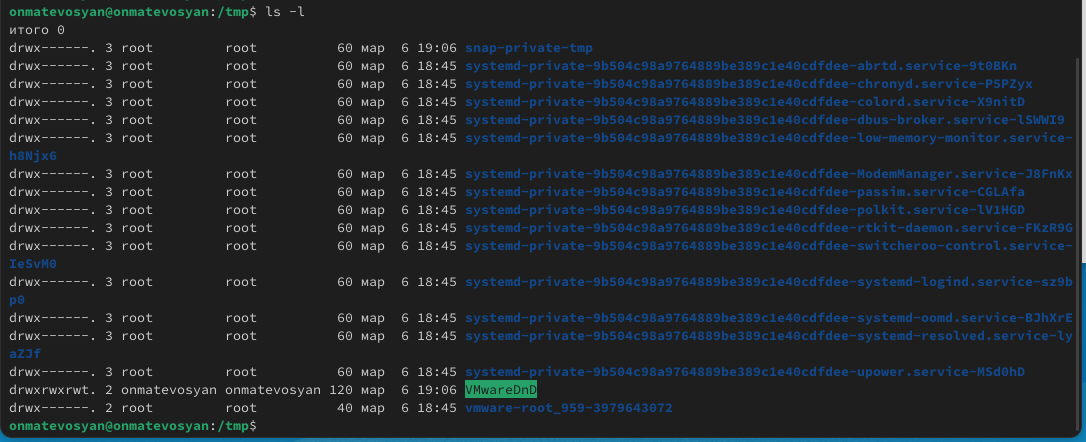 onmatevosyan@onmatevosyan:/tmp$ ls -l
итого 0
drwx------. 3 root         root          60 мар  6 19:06 snap-private-tmp
drwx------. 3 root         root          60 мар  6 18:45 systemd-private-9b504c98a9764889be389c1e40cdfdee-abrtd.service-9t0BKn
drwx------. 3 root         root          60 мар  6 18:45 systemd-private-9b504c98a9764889be389c1e40cdfdee-chronyd.service-PSPZyx
drwx------. 3 root         root          60 мар  6 18:45 systemd-private-9b504c98a9764889be389c1e40cdfdee-colord.service-X9nitD
drwx------. 3 root         root          60 мар  6 18:45 systemd-private-9b504c98a9764889be389c1e40cdfdee-dbus-broker.service-lSWWI9
drwx------. 3 root         root          60 мар  6 18:45 systemd-private-9b504c98a9764889be389c1e40cdfdee-low-memory-monitor.service-
h8Njx6
drwx------. 3 root         root          60 мар  6 18:45 systemd-private-9b504c98a9764889be389c1e40cdfdee-ModemManager.service-J8FnKx
drwx------. 3 root         root          60 мар  6 18:45 systemd-private-9b504c98a9764889be389c1e40cdfdee-passim.service-CGLAfa
drwx------. 3 root         root          60 мар  6 18:45 systemd-private-9b504c98a9764889be389c1e40cdfdee-polkit.service-lV1HGD
drwx------. 3 root         root          60 мар  6 18:45 systemd-private-9b504c98a9764889be389c1e40cdfdee-rtkit-daemon.service-FKzR9G
drwx------. 3 root         root          60 мар  6 18:45 systemd-private-9b504c98a9764889be389c1e40cdfdee-switcheroo-control.service-
IeSvM0
drwx------. 3 root         root          60 мар  6 18:45 systemd-private-9b504c98a9764889be389c1e40cdfdee-systemd-logind.service-sz9b
p0
drwx------. 3 root         root          60 мар  6 18:45 systemd-private-9b504c98a9764889be389c1e40cdfdee-systemd-oomd.service-BJhXrE
drwx------. 3 root         root          60 мар  6 18:45 systemd-private-9b504c98a9764889be389c1e40cdfdee-systemd-resolved.service-ly
aZJf
drwx------. 3 root         root          60 мар  6 18:45 systemd-private-9b504c98a9764889be389c1e40cdfdee-upower.service-MSd0hD
drwxrwxrwt. 2 onmatevosyan onmatevosyan 120 мар  6 19:06 VMwareDnD
drwx------. 2 root         root          40 мар  6 18:45 vmware-root_959-3979643072
onmatevosyan@onmatevosyan:/tmp$